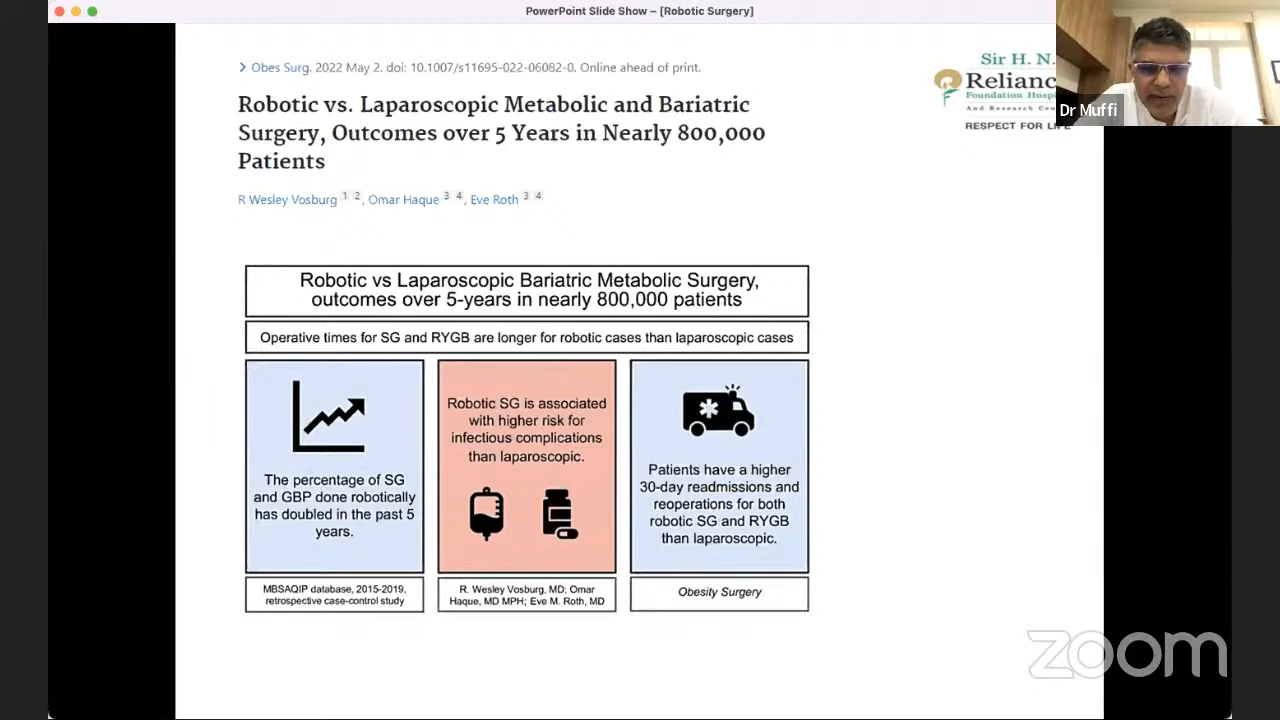 PowerPoint Slide Show – [Robotic Surgery]
Obes Surg. 2022 May 2. doi: 10.1007/s11695-022-06082-0. Online ahead of print.
Robotic vs. Laparoscopic Metabolic and Bariatric
Surgery, Outcomes over 5 Years in Nearly 800,000
Patients
R Wesley Vosburg 1 2, Omar Haque 3 4, Eve Roth 3 4
Sir H. N.
Reliance
Foundation Hosp
And Research Cen
RESPECT FOR LIFE
Dr Muffi
Robotic vs Laparoscopic Bariatric Metabolic Surgery,
outcomes over 5-years in nearly 800,000 patients
Operative times for SG and RYGB are longer for robotic cases than laparoscopic cases
The percentage of SG
and GBP done robotically
has doubled in the past 5
years.
Robotic SG is associated
with higher risk for
infectious complications
than laparoscopic.
Patients have a higher
30-day readmissions and
reoperations for both
robotic SG and RYGB
than laparoscopic.
MBSAQIP database, 2015-2019,
retrospective case-control study
R. Wesley Vosburg, MD; Omar
Haque, MD MPH; Eve M. Roth, MD
Obesity Surgery
zoom